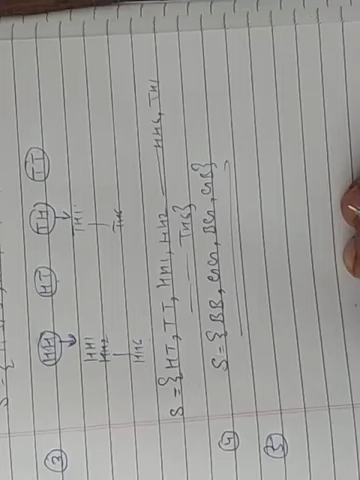 S = {
③ HH HT TH TT
HH1 TH1
HH2
HH6 TH6
S = {HT, TT, HH1, HH2 —— HH6, TH1
—— TH6}
④ S = {BB, GG, BG, GB}
⑤